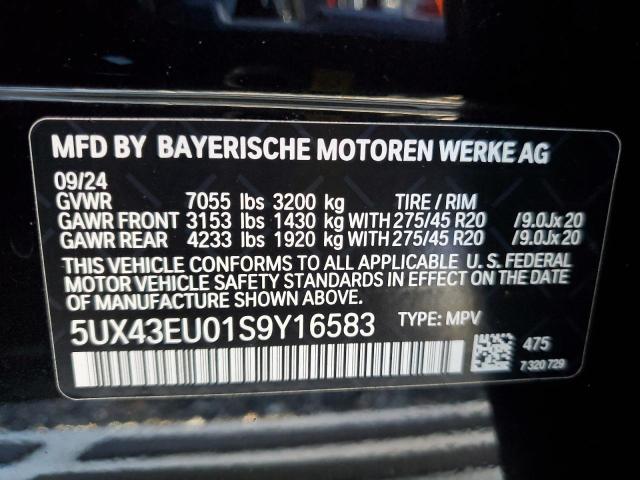 MFD BY BAYERISCHE MOTOREN WERKE AG
09/24
GVWR 7055 lbs 3200 kg TIRE / RIM
GAWR FRONT 3153 lbs 1430 kg WITH 275/45 R20 /9.0Jx20
GAWR REAR 4233 lbs 1920 kg WITH 275/45 R20 /9.0Jx20
THIS VEHICLE CONFORMS TO ALL APPLICABLE U. S. FEDERAL
MOTOR VEHICLE SAFETY STANDARDS IN EFFECT ON THE DATE
OF MANUFACTURE SHOWN ABOVE.
5UX43EU01S9Y16583 TYPE: MPV
475
7 320 729